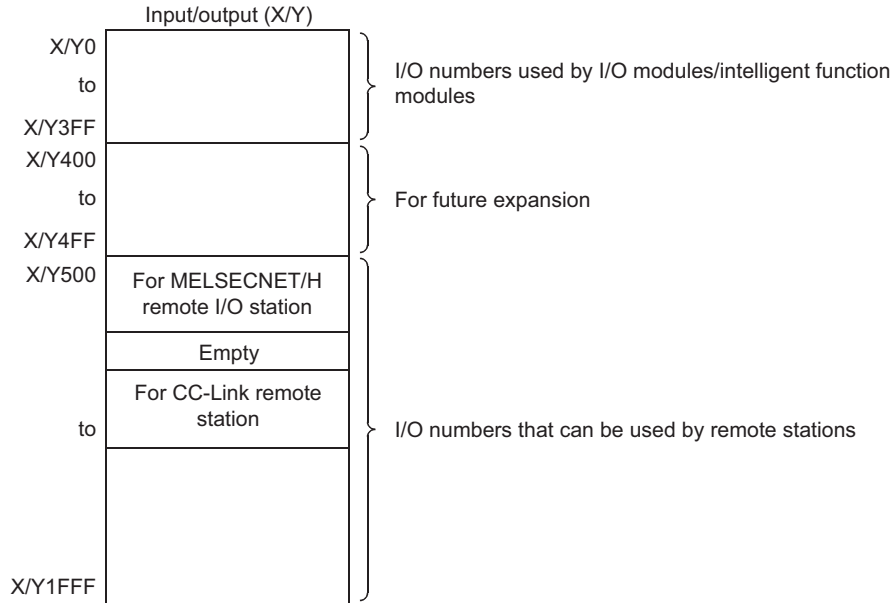 Input/output (X/Y)
X/Y0
to
X/Y3FF
I/O numbers used by I/O modules/intelligent function
modules
X/Y400
to
X/Y4FF
For future expansion
X/Y500
to
X/Y1FFF
For MELSECNET/H
remote I/O station
Empty
For CC-Link remote
station
I/O numbers that can be used by remote stations